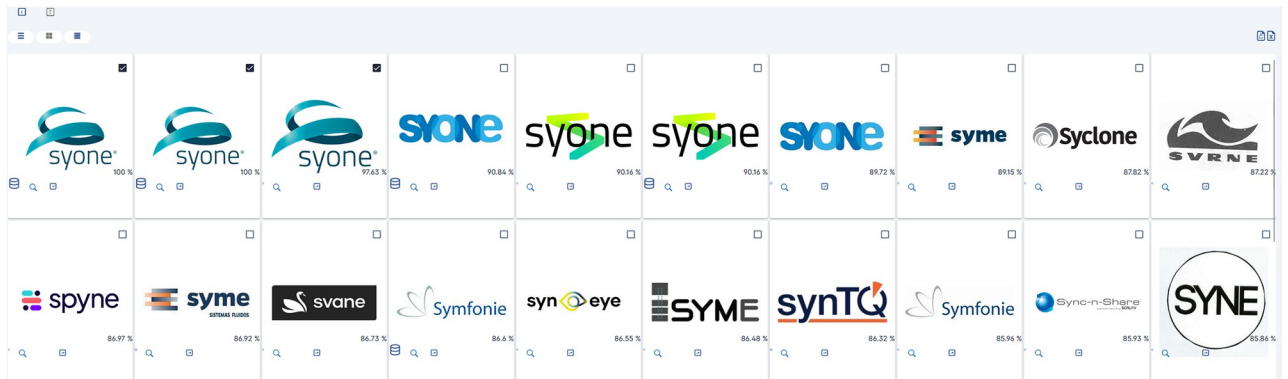 syone®
100 %
syone®
100 %
syone®
97.63 %
SYONE
90.84 %
syone
90.16 %
syone
90.16 %
SYONE
89.72 %
syme
89.15 %
Syclone
87.82 %
SVRNE
87.22 %
spyne
86.97 %
syme
SISTEMAS FLUIDOS
86.92 %
svane
86.73 %
Symfonie
86.6 %
syn eye
86.55 %
SYME
86.48 %
synTQ
86.32 %
Symfonie
85.96 %
Sync-n-Share
85.93 %
SYNE
85.86 %